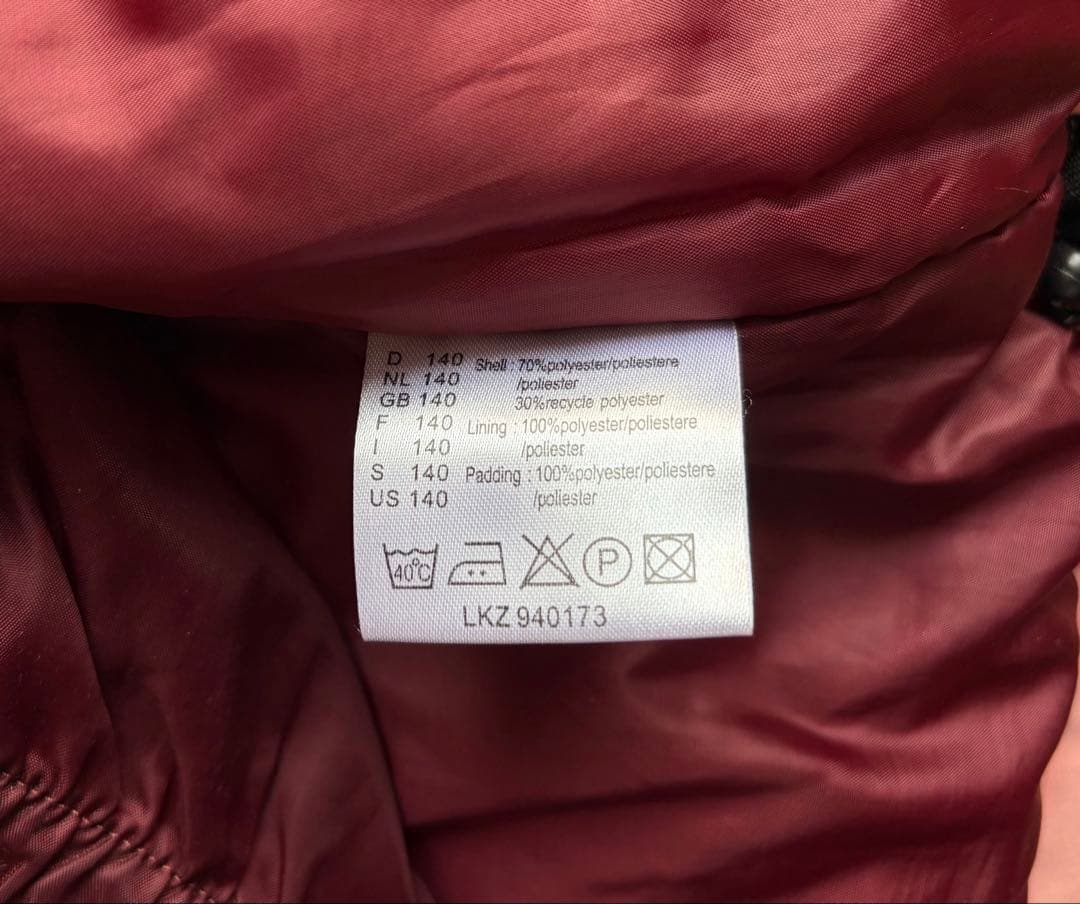 D 140 Shell : 70%polyester/poliestere
NL 140 /poliester
GB 140 30%recycle polyester
F 140 Lining : 100%polyester/poliestere
I 140 /poliester
S 140 Padding : 100%polyester/poliestere
US 140 /poliester
40°C P
LKZ 940173